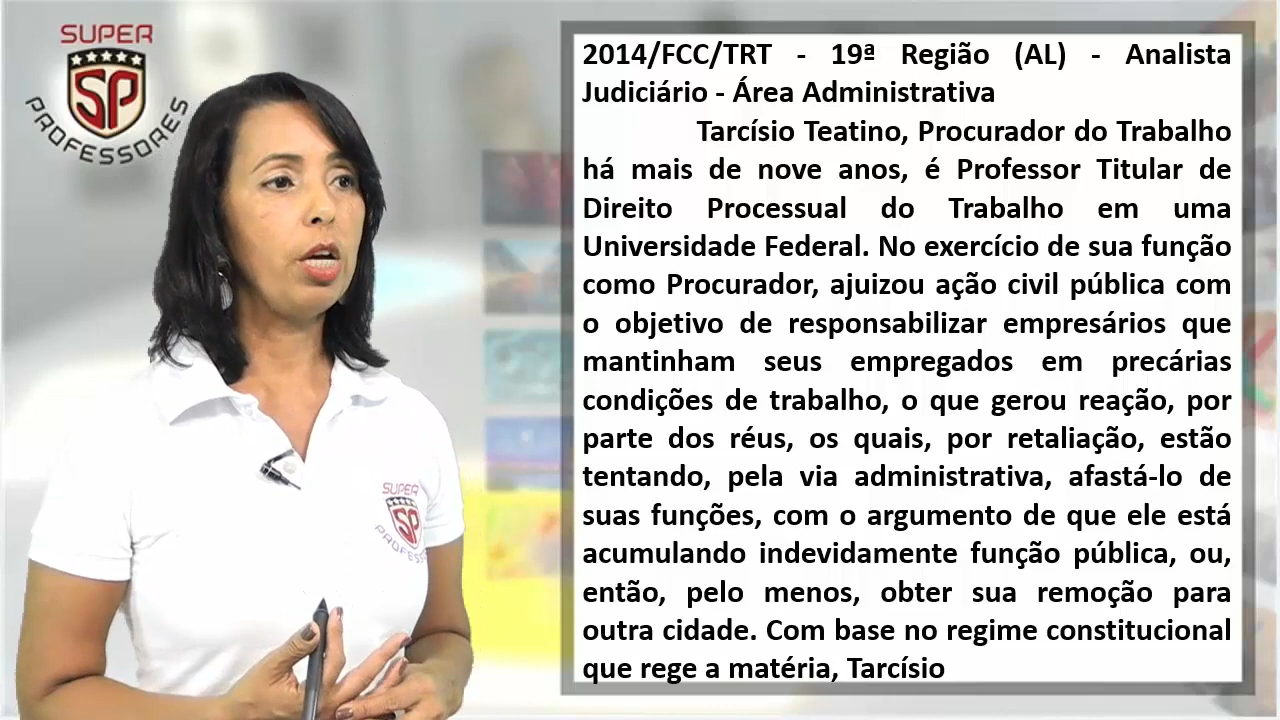 SUPER
SP
PROFESSORES
2014/FCC/TRT - 19ª Região (AL) - Analista
Judiciário - Área Administrativa
Tarcísio Teatino, Procurador do Trabalho
há mais de nove anos, é Professor Titular de
Direito Processual do Trabalho em uma
Universidade Federal. No exercício de sua função
como Procurador, ajuizou ação civil pública com
o objetivo de responsabilizar empresários que
mantinham seus empregados em precárias
condições de trabalho, o que gerou reação, por
parte dos réus, os quais, por retaliação, estão
tentando, pela via administrativa, afastá-lo de
suas funções, com o argumento de que ele está
acumulando indevidamente função pública, ou,
então, pelo menos, obter sua remoção para
outra cidade. Com base no regime constitucional
que rege a matéria, Tarcísio
SUPER
SP
PROFESSORES